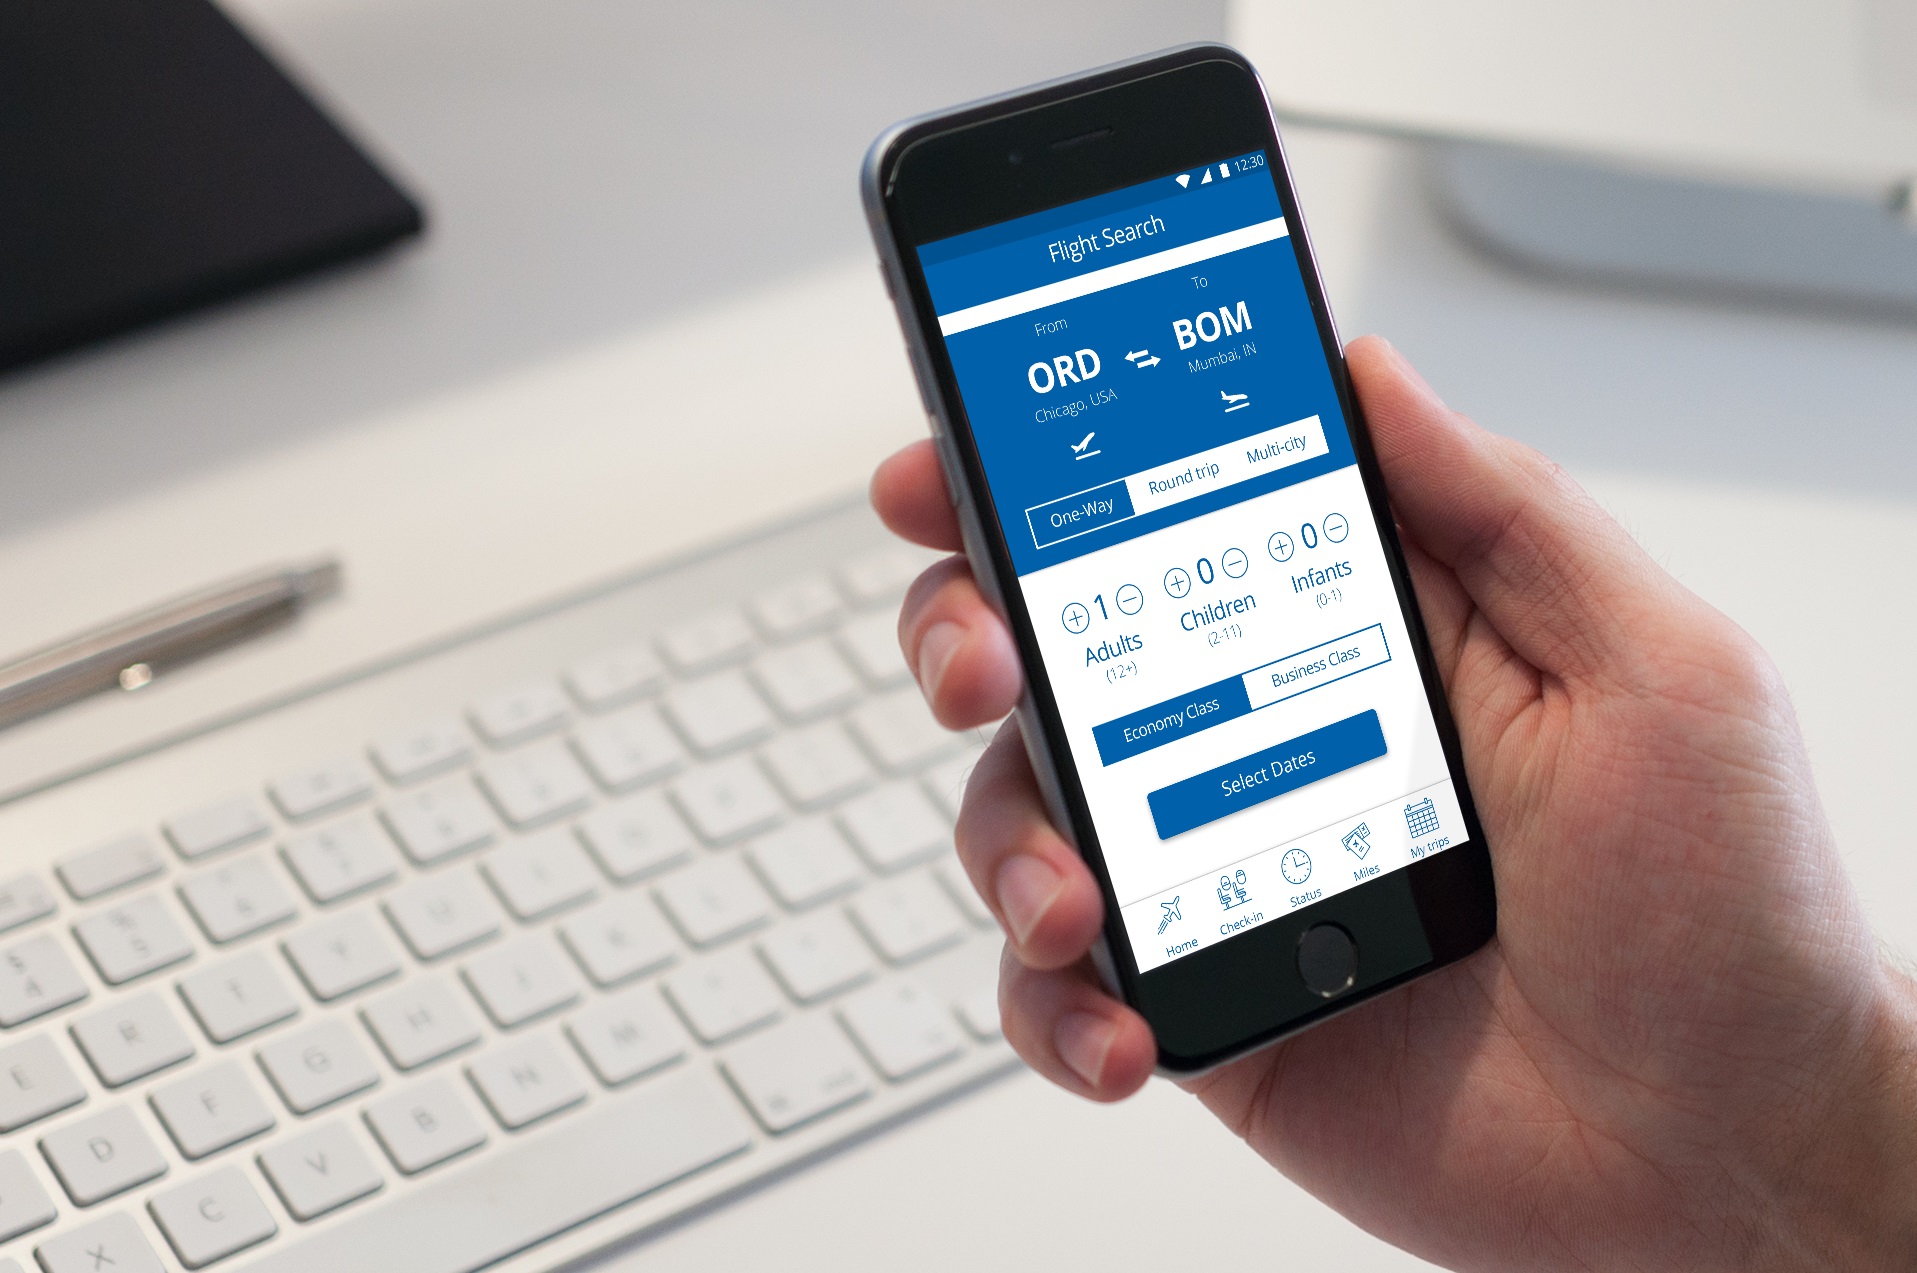 12:30
Flight Search
From
To
ORD
BOM
Chicago, USA
Mumbai, IN
One-Way
Round trip
Multi-city
1
0
0
Adults
Children
Infants
(12+)
(2-11)
(0-1)
Economy Class
Business Class
Select Dates
Home
Check-in
Status
Miles
My trips
E
R
T
Y
D
F
G
H
X
C
V
B
N
M